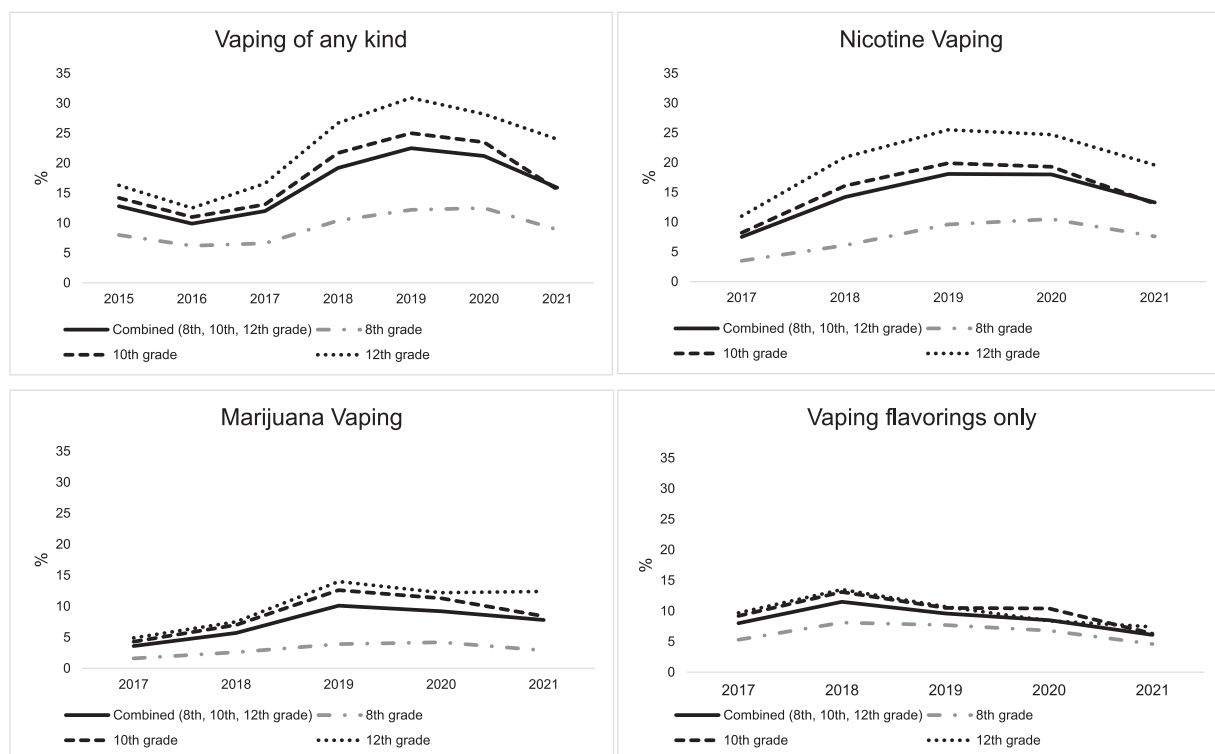 Vaping of any kind
35
30
25
20
15
10
5
0
%
2015 2016 2017 2018 2019 2020 2021
Combined (8th, 10th, 12th grade) 8th grade
10th grade 12th grade
Nicotine Vaping
35
30
25
20
15
10
5
0
%
2017 2018 2019 2020 2021
Combined (8th, 10th, 12th grade) 8th grade
10th grade 12th grade
Marijuana Vaping
35
30
25
20
15
10
5
0
%
2017 2018 2019 2020 2021
Combined (8th, 10th, 12th grade) 8th grade
10th grade 12th grade
Vaping flavorings only
35
30
25
20
15
10
5
0
%
2017 2018 2019 2020 2021
Combined (8th, 10th, 12th grade) 8th grade
10th grade 12th grade